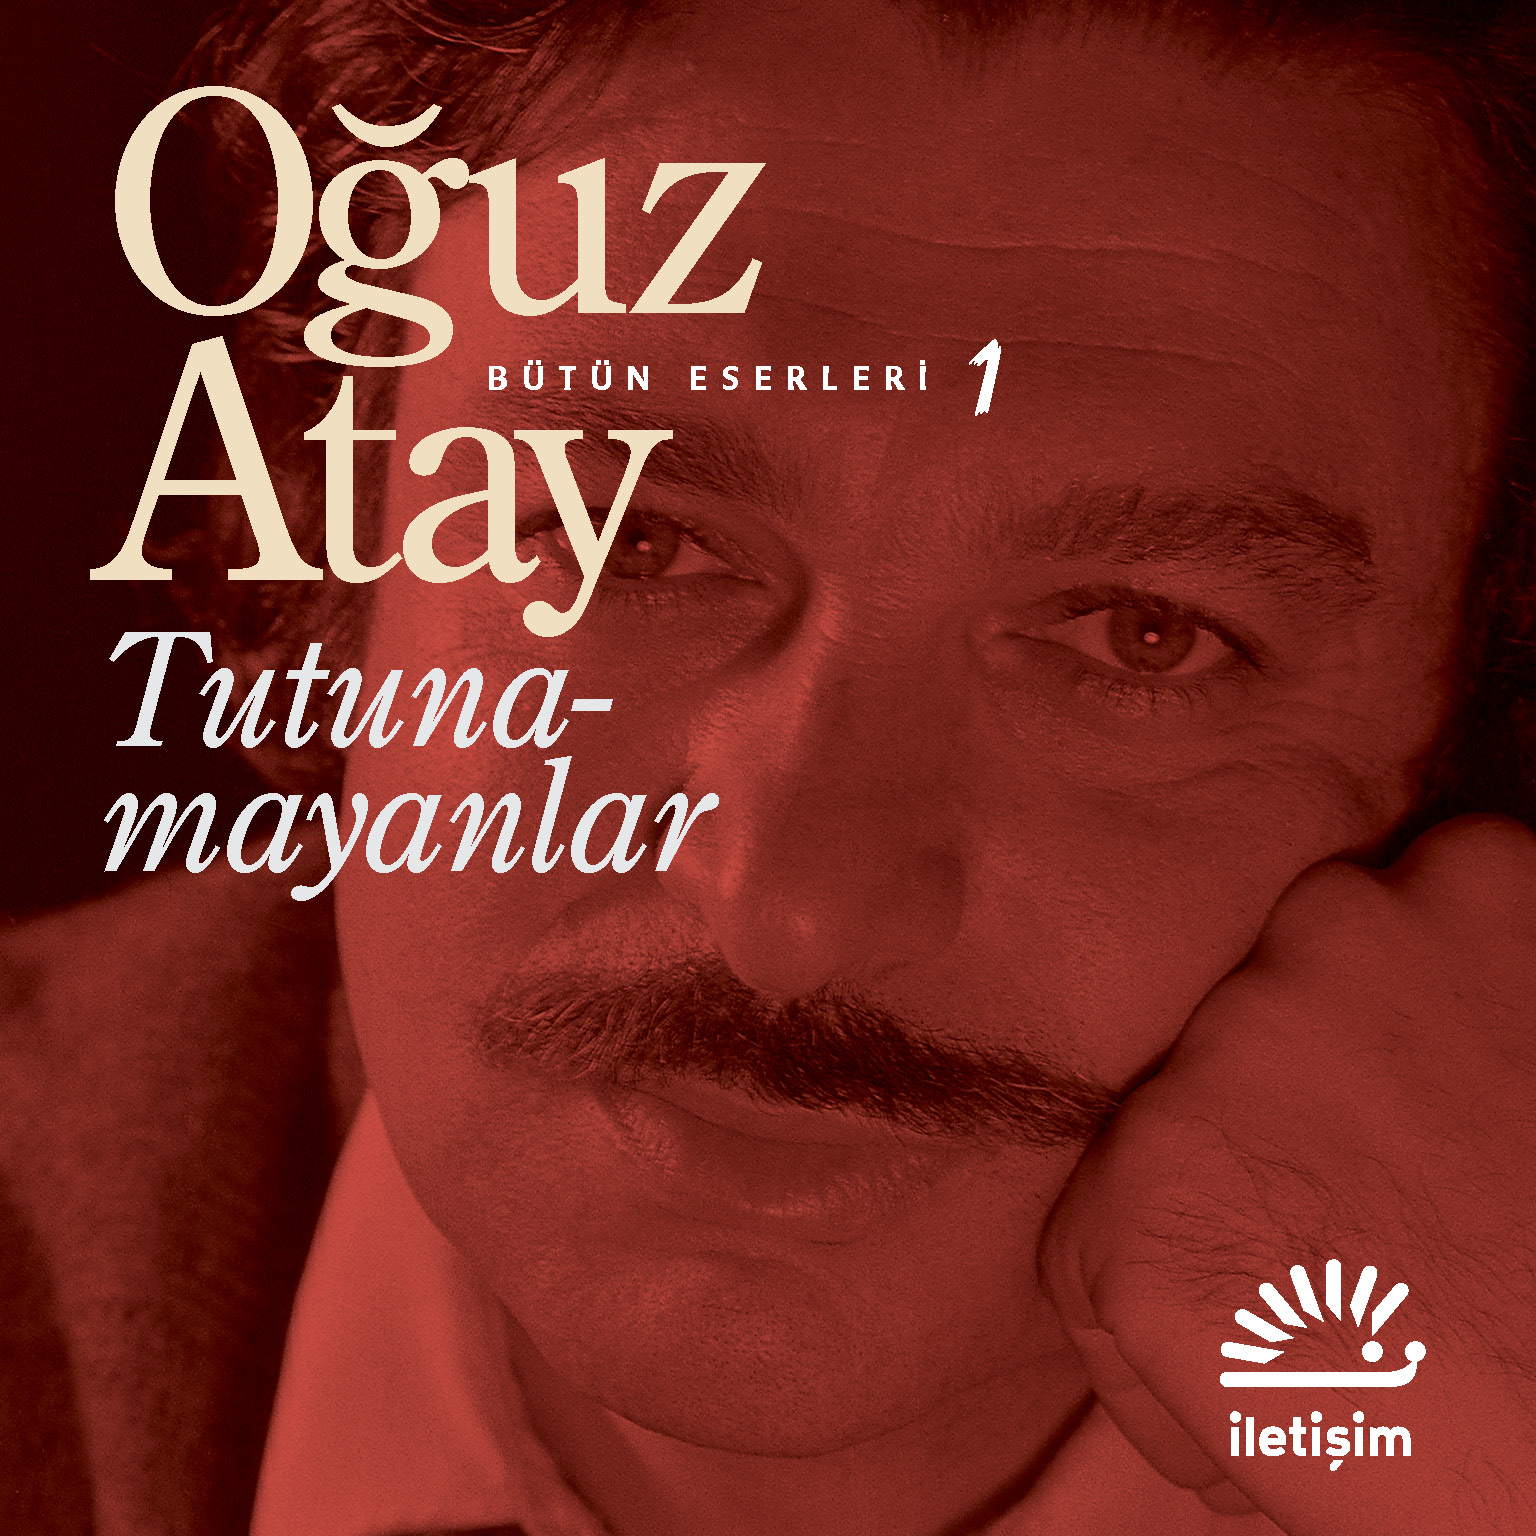 Oğuz
BÜTÜN ESERLERİ 1
Atay
Tutuna-
mayanlar
iletişim